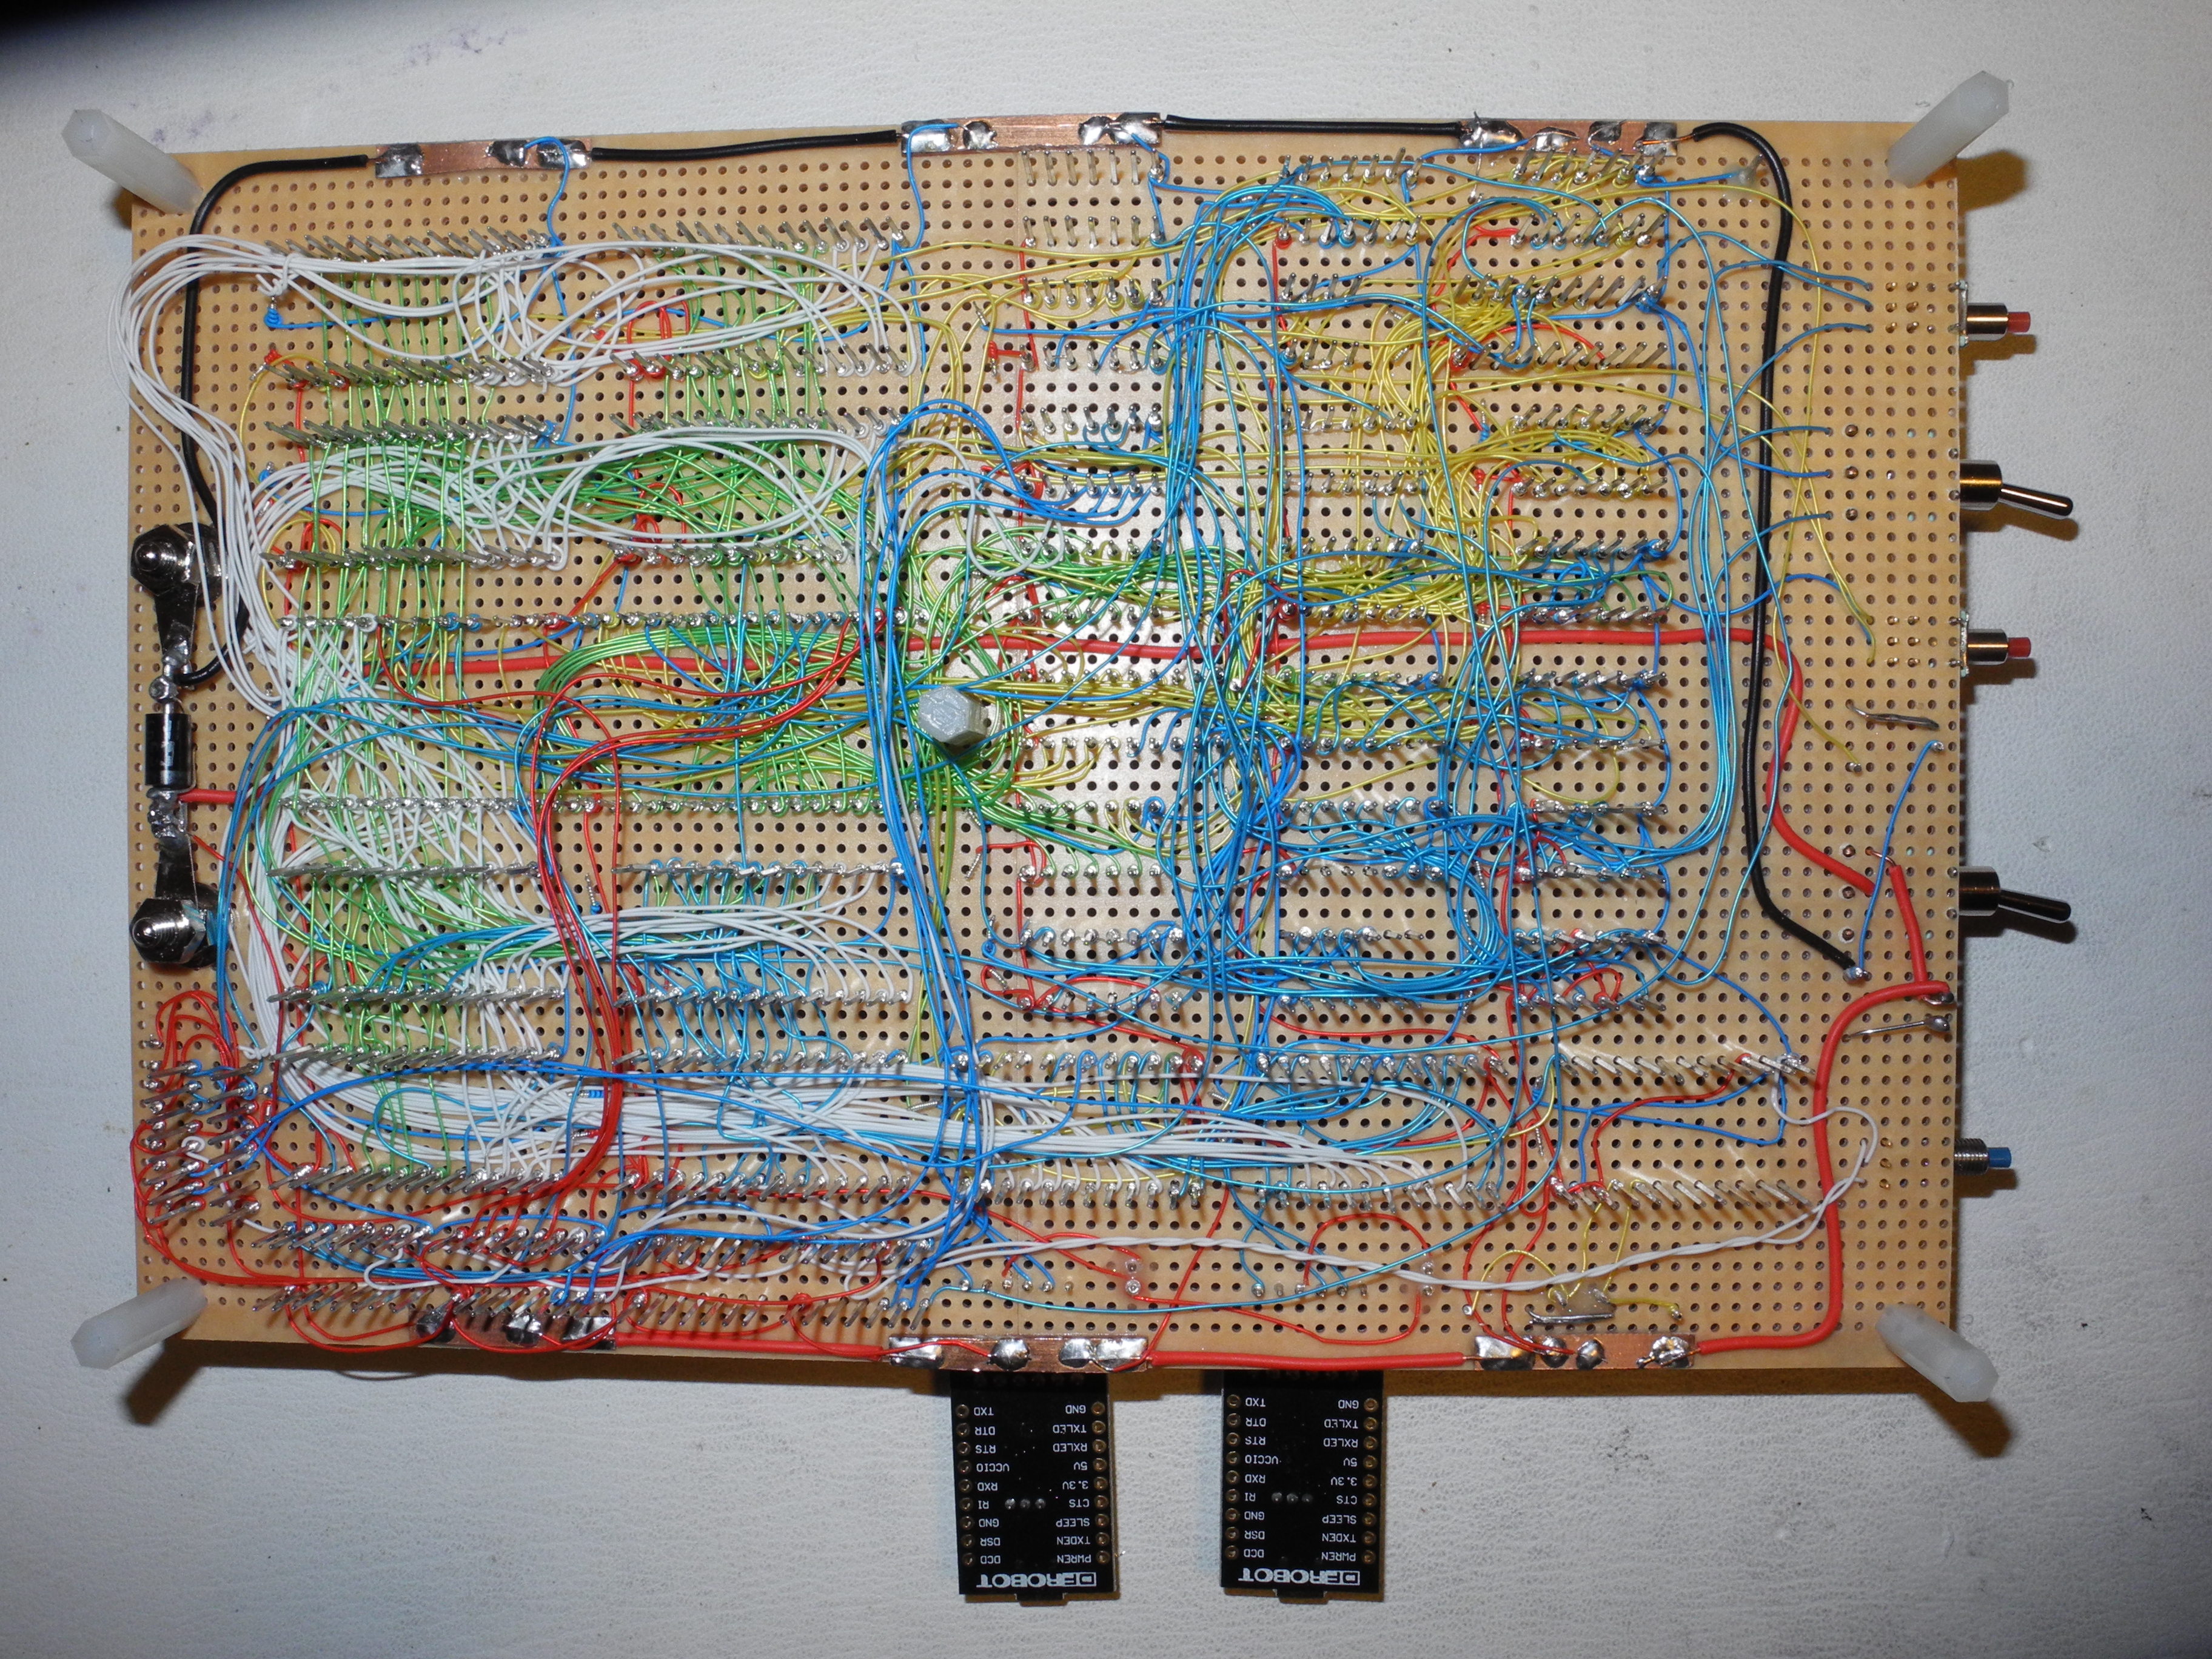 TXD GND
DTR TXLED
RTS RXLED
VCCIO 5V
RXD 3.3V
RI CTS
GND SLEEP
DSR TXDEN
DCD PWREN
DFROBOT
TXD GND
DTR TXLED
RTS RXLED
VCCIO 5V
RXD 3.3V
RI CTS
GND SLEEP
DSR TXDEN
DCD PWREN
DFROBOT